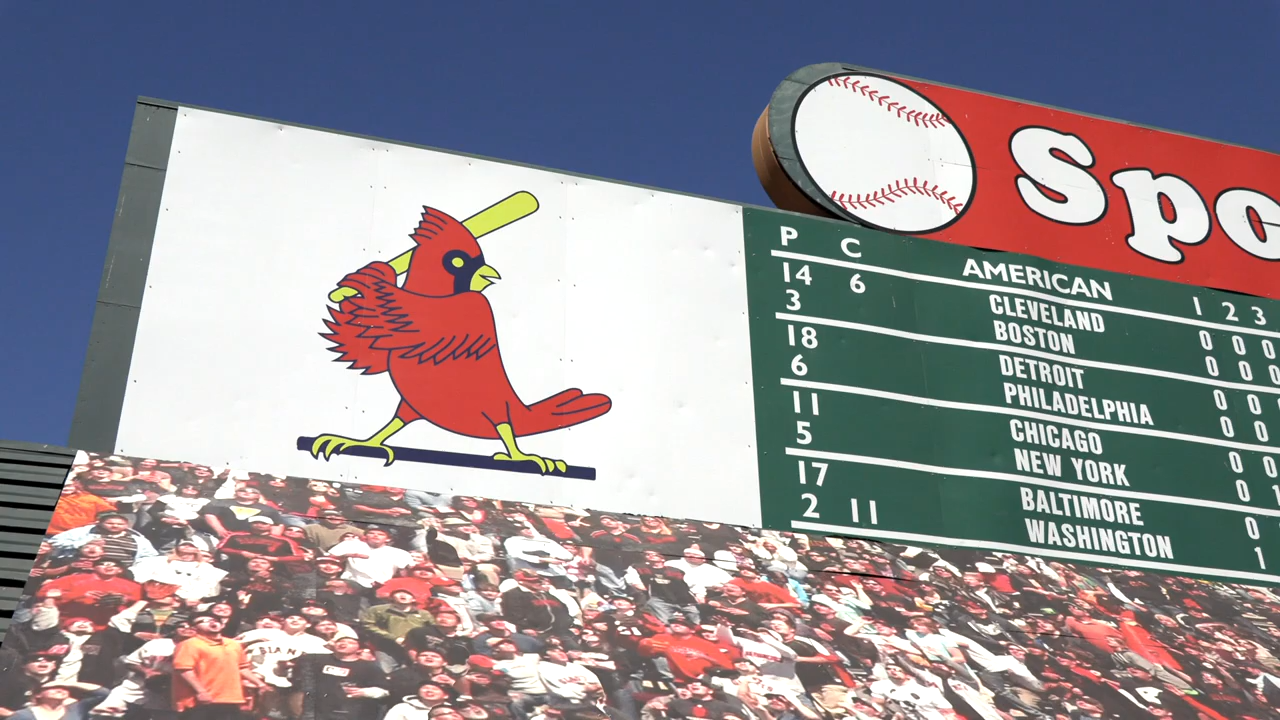 Spo
P C AMERICAN 1 2 3
14 6 CLEVELAND 0 0 0
3 BOSTON 0 0 0
18 DETROIT 0 0
6 PHILADELPHIA 0 0
11 CHICAGO 0 0
5 NEW YORK 0 1
17 BALTIMORE 0
2 11 WASHINGTON 1